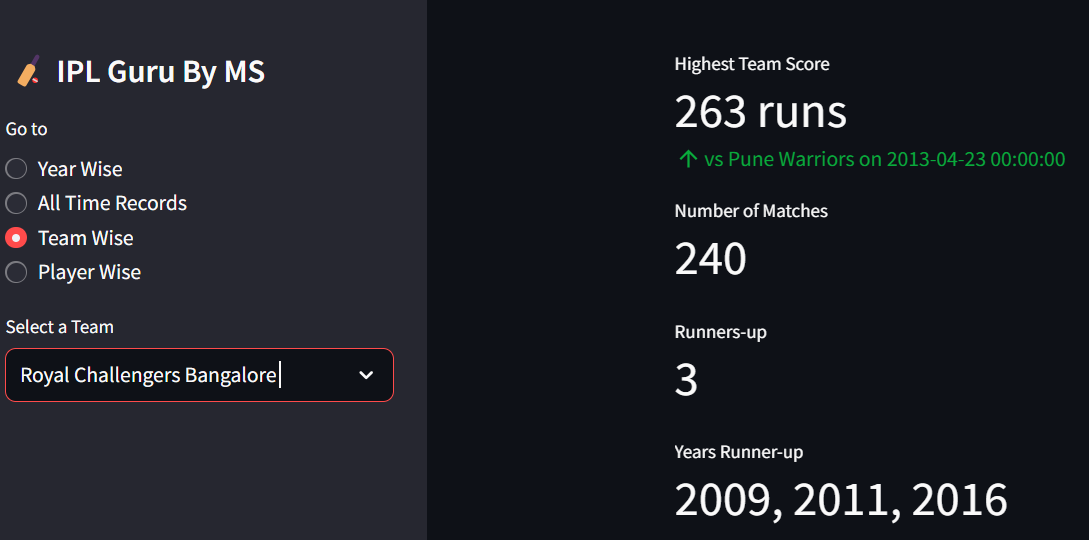 IPL Guru By MS
Go to
Year Wise
All Time Records
Team Wise
Player Wise
Select a Team
Royal Challengers Bangalore
Highest Team Score
263 runs
↑ vs Pune Warriors on 2013-04-23 00:00:00
Number of Matches
240
Runners-up
3
Years Runner-up
2009, 2011, 2016